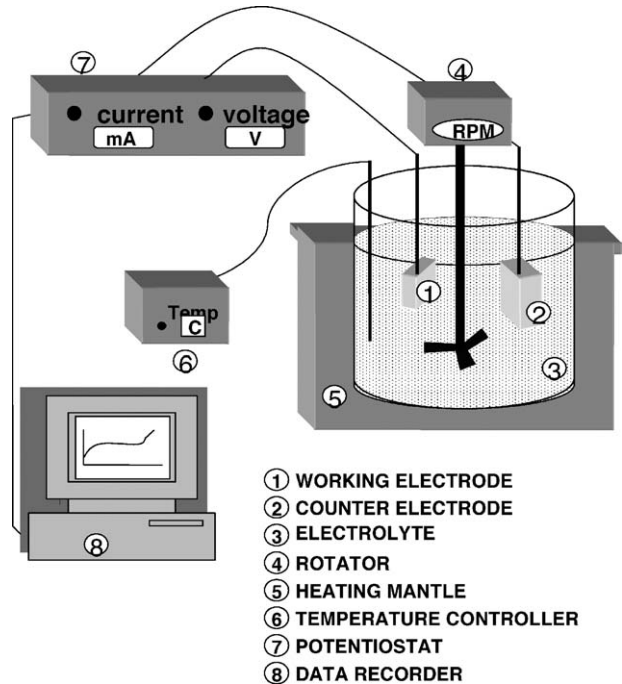 ⑦
④
current
voltage
RPM
mA
V
①
②
Temp
C
⑥
⑤
③
⑧
① WORKING ELECTRODE
② COUNTER ELECTRODE
③ ELECTROLYTE
④ ROTATOR
⑤ HEATING MANTLE
⑥ TEMPERATURE CONTROLLER
⑦ POTENTIOSTAT
⑧ DATA RECORDER